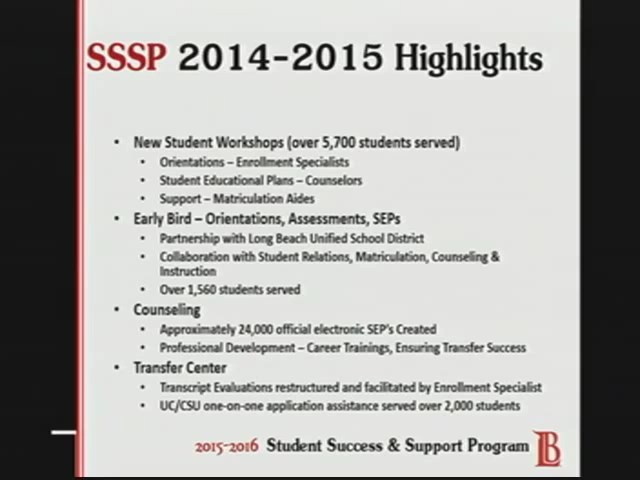 SSSP 2014-2015 Highlights
• New Student Workshops (over 5,700 students served)
• Orientations – Enrollment Specialists
• Student Educational Plans – Counselors
• Support – Matriculation Aides
• Early Bird – Orientations, Assessments, SEPs
• Partnership with Long Beach Unified School District
• Collaboration with Student Relations, Matriculation, Counseling &
Instruction
• Over 1,560 students served
• Counseling
• Approximately 24,000 official electronic SEP's Created
• Professional Development – Career Trainings, Ensuring Transfer Success
• Transfer Center
• Transcript Evaluations restructured and facilitated by Enrollment Specialist
• UC/CSU one-on-one application assistance served over 2,000 students
2015-2016 Student Success & Support Program LB